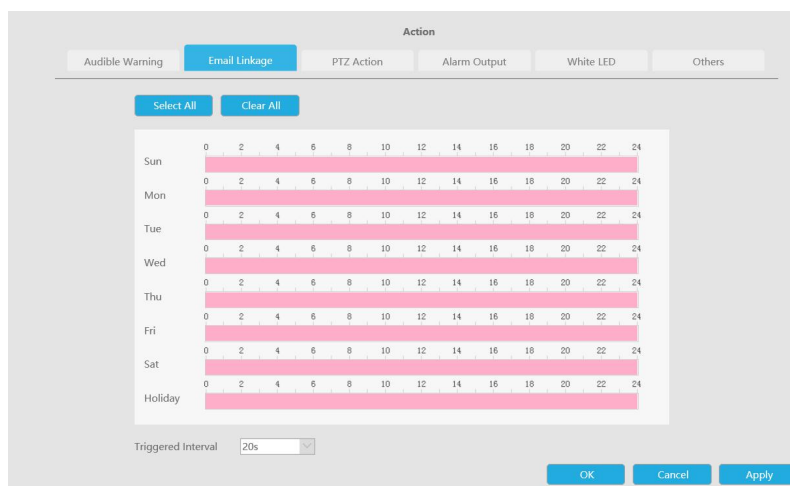 Action
Audible Warning Email Linkage PTZ Action Alarm Output White LED Others
Select All Clear All
0 2 4 6 8 10 12 14 16 18 20 22 24
Sun
0 2 4 6 8 10 12 14 16 18 20 22 24
Mon
0 2 4 6 8 10 12 14 16 18 20 22 24
Tue
0 2 4 6 8 10 12 14 16 18 20 22 24
Wed
0 2 4 6 8 10 12 14 16 18 20 22 24
Thu
0 2 4 6 8 10 12 14 16 18 20 22 24
Fri
0 2 4 6 8 10 12 14 16 18 20 22 24
Sat
0 2 4 6 8 10 12 14 16 18 20 22 24
Holiday
Triggered Interval 20s
OK Cancel Apply